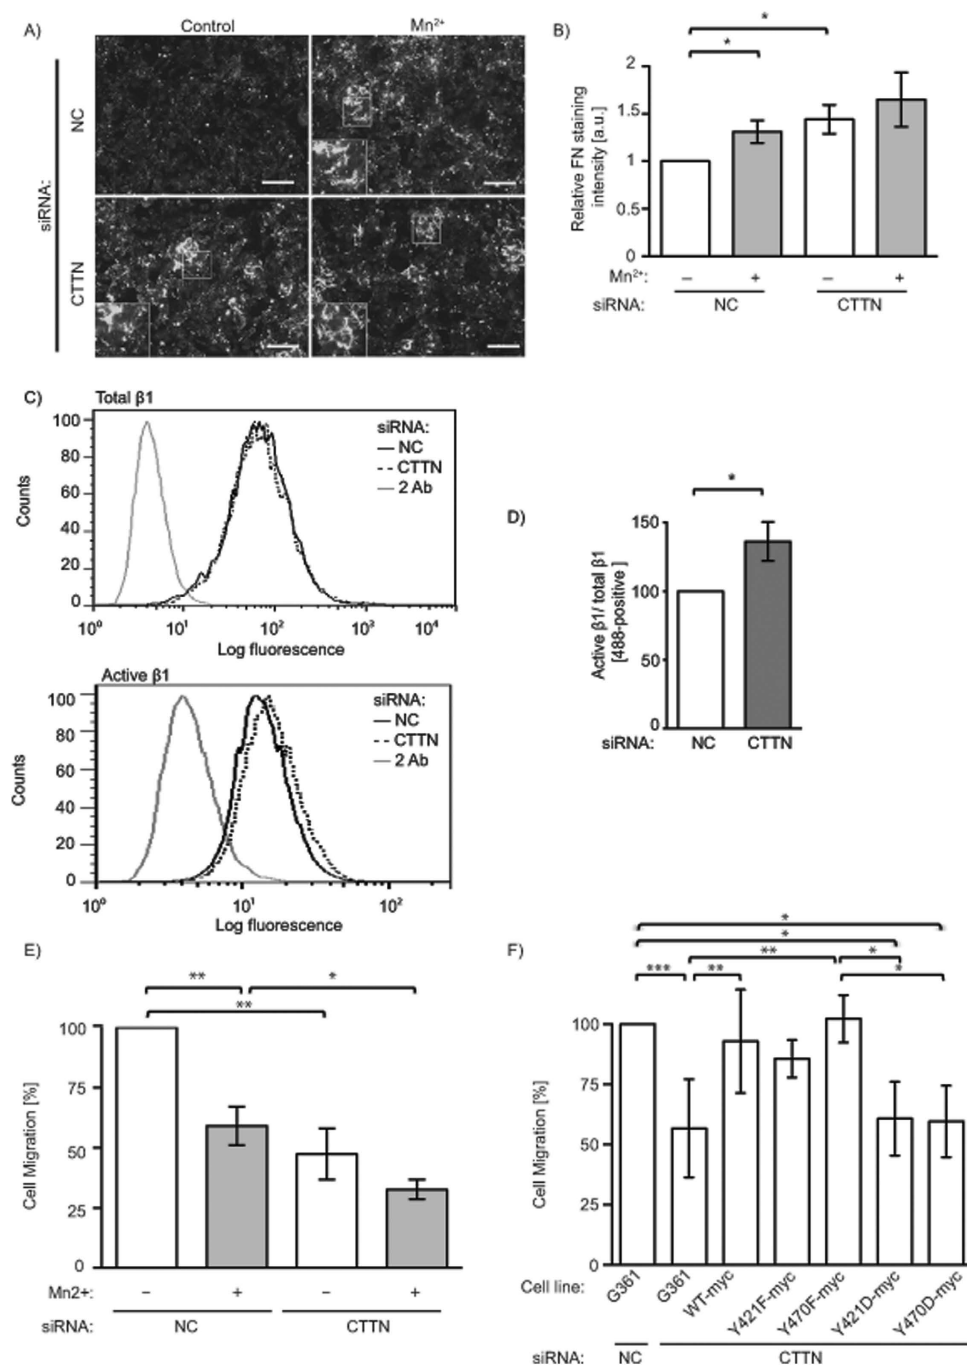 A)
Control
Mn²⁺
siRNA:
NC
CTTN
B)
*
*
Relative FN staining
intensity [a.u.]
2
1.5
1
0.5
0
Mn²⁺: – + – +
siRNA: NC CTTN
C)
Total β1
Counts
100
80
60
40
20
0
siRNA:
NC
CTTN
2 Ab
10⁰ 10¹ 10² 10³ 10⁴
Log fluorescence
Active β1
Counts
100
80
60
40
20
0
siRNA:
NC
CTTN
2 Ab
10⁰ 10¹ 10²
Log fluorescence
D)
*
Active β1/ total β1
[488-positive ]
150
100
50
0
siRNA: NC CTTN
E)
** *
**
Cell Migration [%]
100
75
50
25
0
Mn2+: – + – +
siRNA: NC CTTN
F)
*
*
** *
*** ** *
Cell Migration [%]
100
75
50
25
0
Cell line: G361 G361 WT-myc Y421F-myc Y470F-myc Y421D-myc Y470D-myc
siRNA: NC CTTN